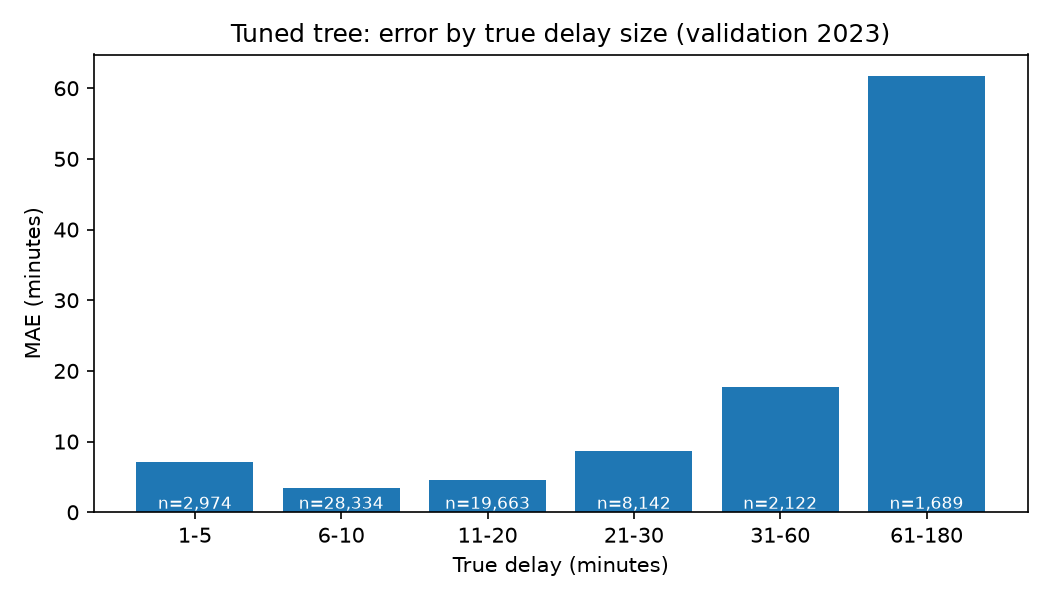 Tuned tree: error by true delay size (validation 2023)
MAE (minutes)
60
50
40
30
20
10
0
n=2,974
n=28,334
n=19,663
n=8,142
n=2,122
n=1,689
1-5
6-10
11-20
21-30
31-60
61-180
True delay (minutes)